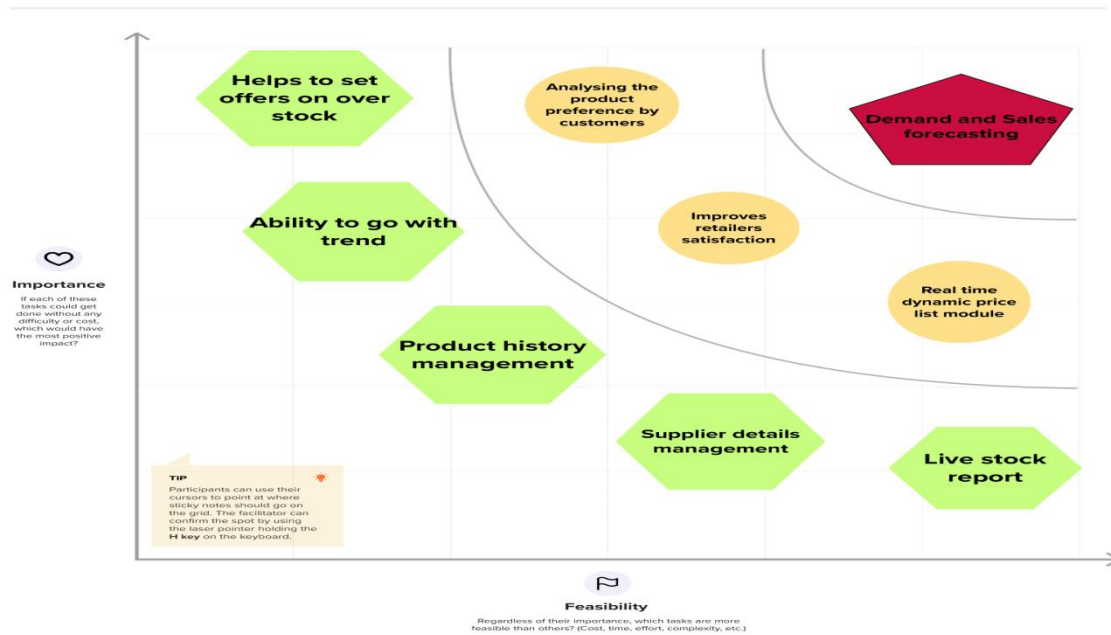 Helps to set
offers on over
stock
Analysing the
product
preference by
customers
Demand and Sales
forecasting
Ability to go with
trend
Improves
retailers
satisfaction
Importance
If each of these
tasks could get
done without any
difficulty or cost,
which would have
the most positive
impact?
Real time
dynamic price
list module
Product history
management
Supplier details
management
Live stock
report
TIP
Participants can use their
cursors to point at where
sticky notes should go on
the grid. The facilitator can
confirm the spot by using
the laser pointer holding the
H key on the keyboard.
Feasibility
Regardless of their importance, which tasks are more
feasible than others? (Cost, time, effort, complexity, etc.)